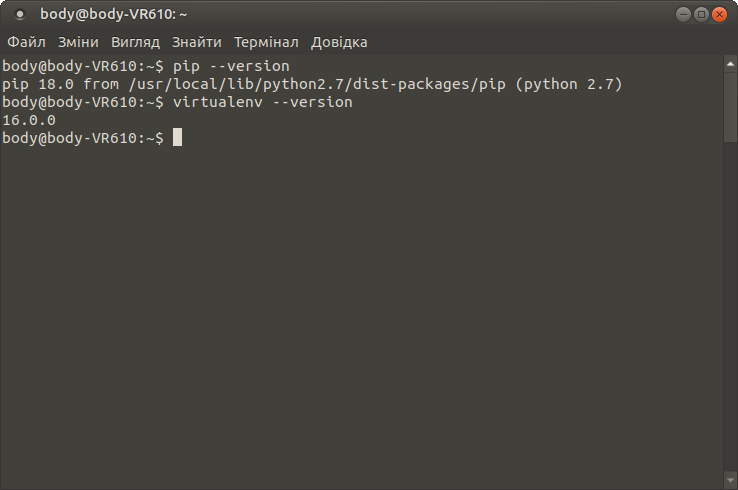 body@body-VR610: ~
Файл Зміни Вигляд Знайти Термінал Довідка
body@body-VR610:~$ pip --version
pip 18.0 from /usr/local/lib/python2.7/dist-packages/pip (python 2.7)
body@body-VR610:~$ virtualenv --version
16.0.0
body@body-VR610:~$